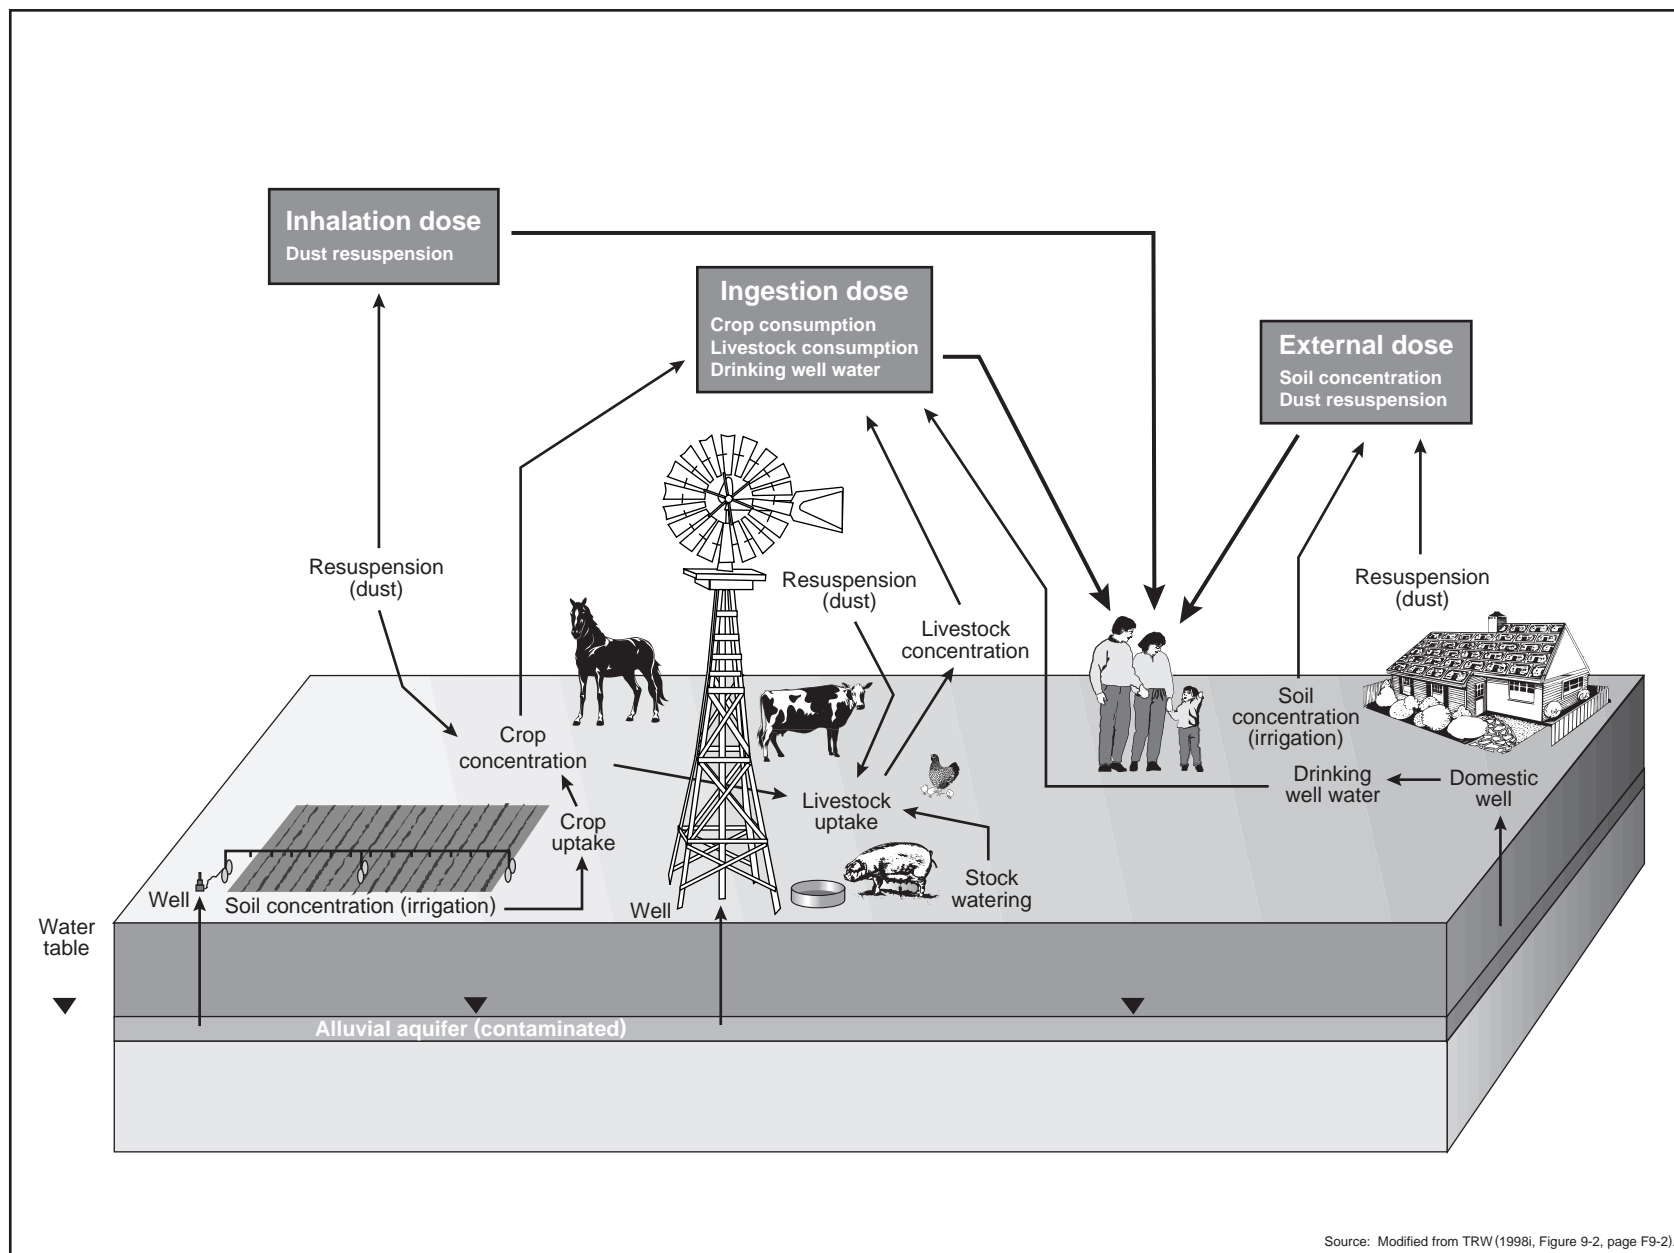 Inhalation dose
Dust resuspension
Ingestion dose
Crop consumption
Livestock consumption
Drinking well water
External dose
Soil concentration
Dust resuspension
Resuspension
(dust)
Resuspension
(dust)
Livestock
concentration
Resuspension
(dust)
Crop
concentration
Soil
concentration
(irrigation)
Drinking
well water
Domestic
well
Livestock
uptake
Crop
uptake
Stock
watering
Well
Soil concentration (irrigation)
Well
Water
table
Alluvial aquifer (contaminated)
Source: Modified from TRW (1998i, Figure 9-2, page F9-2).